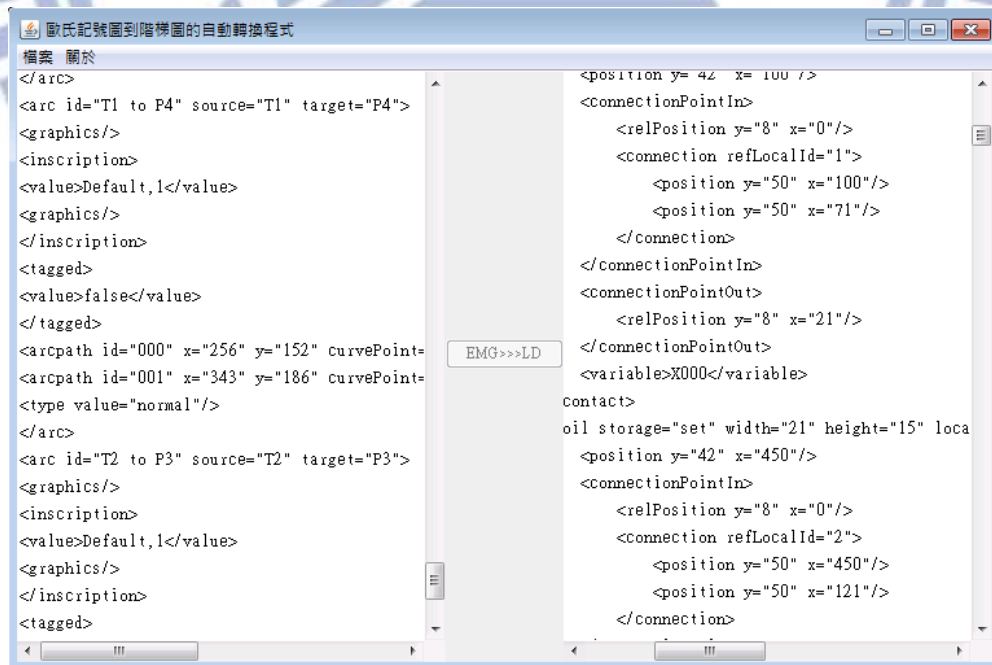 歐氏記號圖到階梯圖的自動轉換程式
檔案 關於
</arc>
<arc id="T1 to P4" source="T1" target="P4">
<graphics/>
<inscription>
<value>Default,1</value>
<graphics/>
</inscription>
<tagged>
<value>false</value>
</tagged>
<arcpath id="000" x="256" y="152" curvePoint=
<arcpath id="001" x="343" y="186" curvePoint=
<type value="normal"/>
</arc>
<arc id="T2 to P3" source="T2" target="P3">
<graphics/>
<inscription>
<value>Default,1</value>
<graphics/>
</inscription>
<tagged>
EMG>>>LD
<position y="42" x="100"/>
<connectionPointIn>
<relPosition y="8" x="0"/>
<connection refLocalId="1">
<position y="50" x="100"/>
<position y="50" x="71"/>
</connection>
</connectionPointIn>
<connectionPointOut>
<relPosition y="8" x="21"/>
</connectionPointOut>
<variable>X000</variable>
contact>
oil storage="set" width="21" height="15" loca
<position y="42" x="450"/>
<connectionPointIn>
<relPosition y="8" x="0"/>
<connection refLocalId="2">
<position y="50" x="450"/>
<position y="50" x="121"/>
</connection>